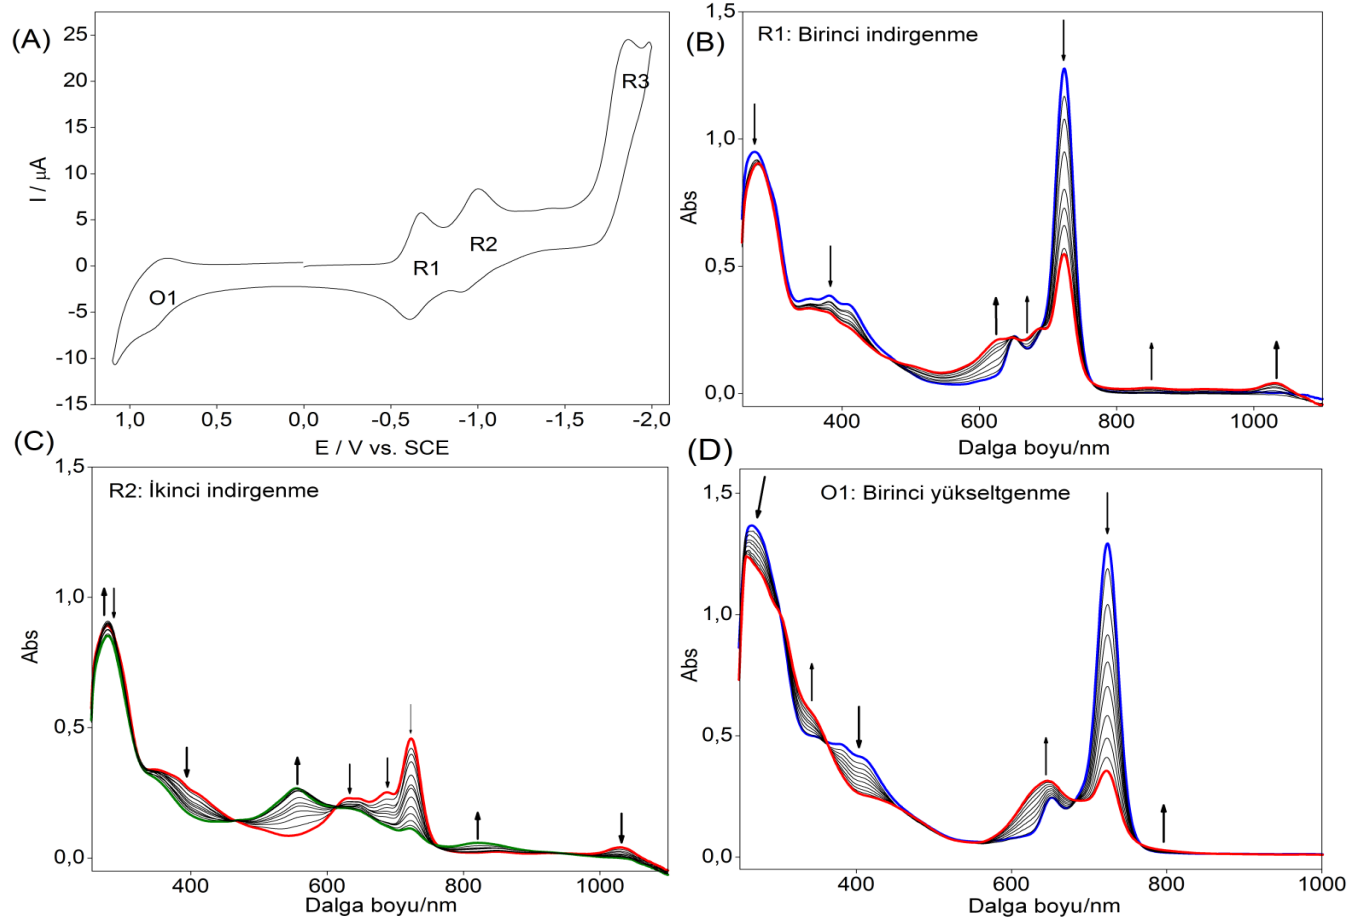 (A)
25
20
15
10
5
0
-5
-10
-15
I / μA
R3
R2
R1
O1
1,0 0,5 0,0 -0,5 -1,0 -1,5 -2,0
E / V vs. SCE
(B)
1,5
1,0
0,5
0,0
Abs
R1: Birinci indirgenme
400 600 800 1000
Dalga boyu/nm
(C)
1,5
1,0
0,5
0,0
Abs
R2: İkinci indirgenme
400 600 800 1000
Dalga boyu/nm
(D)
1,5
1,0
0,5
0,0
Abs
O1: Birinci yükseltgenme
400 600 800 1000
Dalga boyu/nm